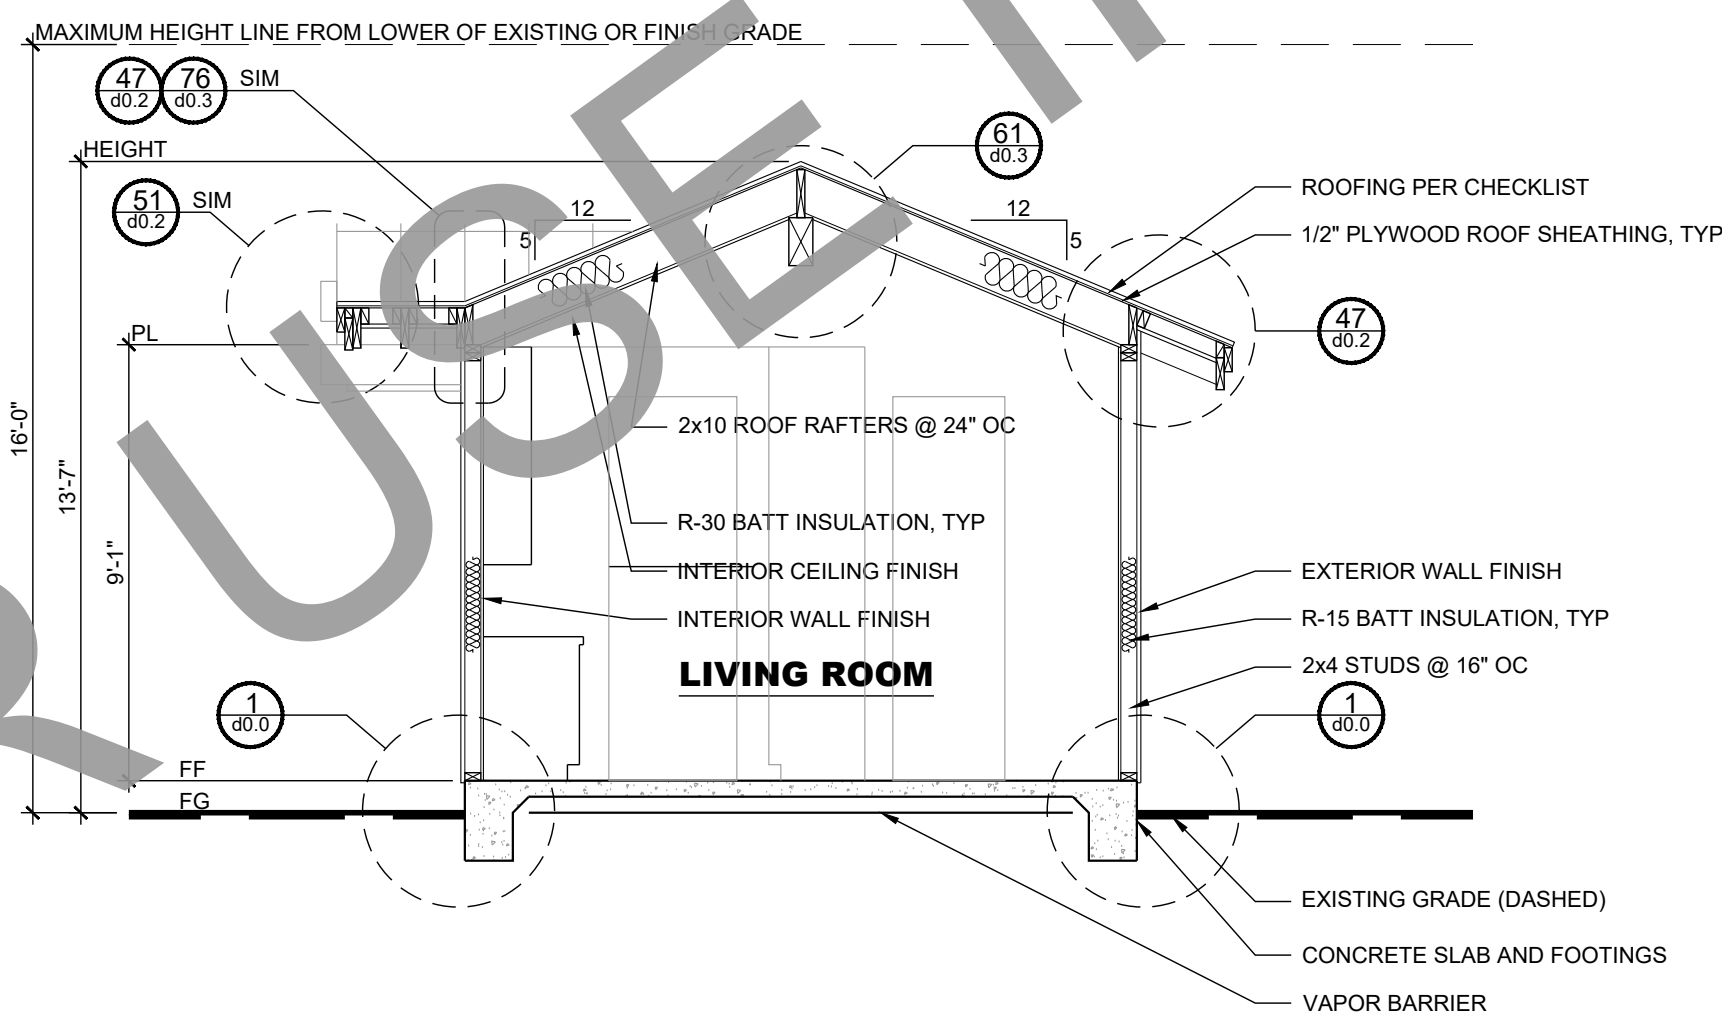 MAXIMUM HEIGHT LINE FROM LOWER OF EXISTING OR FINISH GRADE
47
d0.2
76
d0.3
SIM
HEIGHT
61
d0.3
51
d0.2
SIM
ROOFING PER CHECKLIST
12
5
12
5
1/2" PLYWOOD ROOF SHEATHING, TYP
47
d0.2
PL
16'-0"
13'-7"
9'-1"
2x10 ROOF RAFTERS @ 24" OC
R-30 BATT INSULATION, TYP
INTERIOR CEILING FINISH
INTERIOR WALL FINISH
EXTERIOR WALL FINISH
R-15 BATT INSULATION, TYP
2x4 STUDS @ 16" OC
LIVING ROOM
1
d0.0
1
d0.0
FF
FG
EXISTING GRADE (DASHED)
CONCRETE SLAB AND FOOTINGS
VAPOR BARRIER
R USE